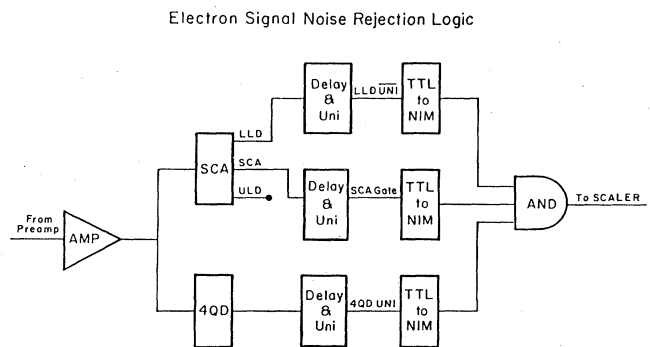 Electron Signal Noise Rejection Logic
Delay
&
Uni
LLD U̅N̅I̅
TTL
to
NIM
LLD
SCA
SCA
ULD
Delay
&
Uni
SCA Gate
TTL
to
NIM
AND
To SCALER
From
Preamp
AMP
4QD
Delay
&
Uni
4QD UNI
TTL
to
NIM